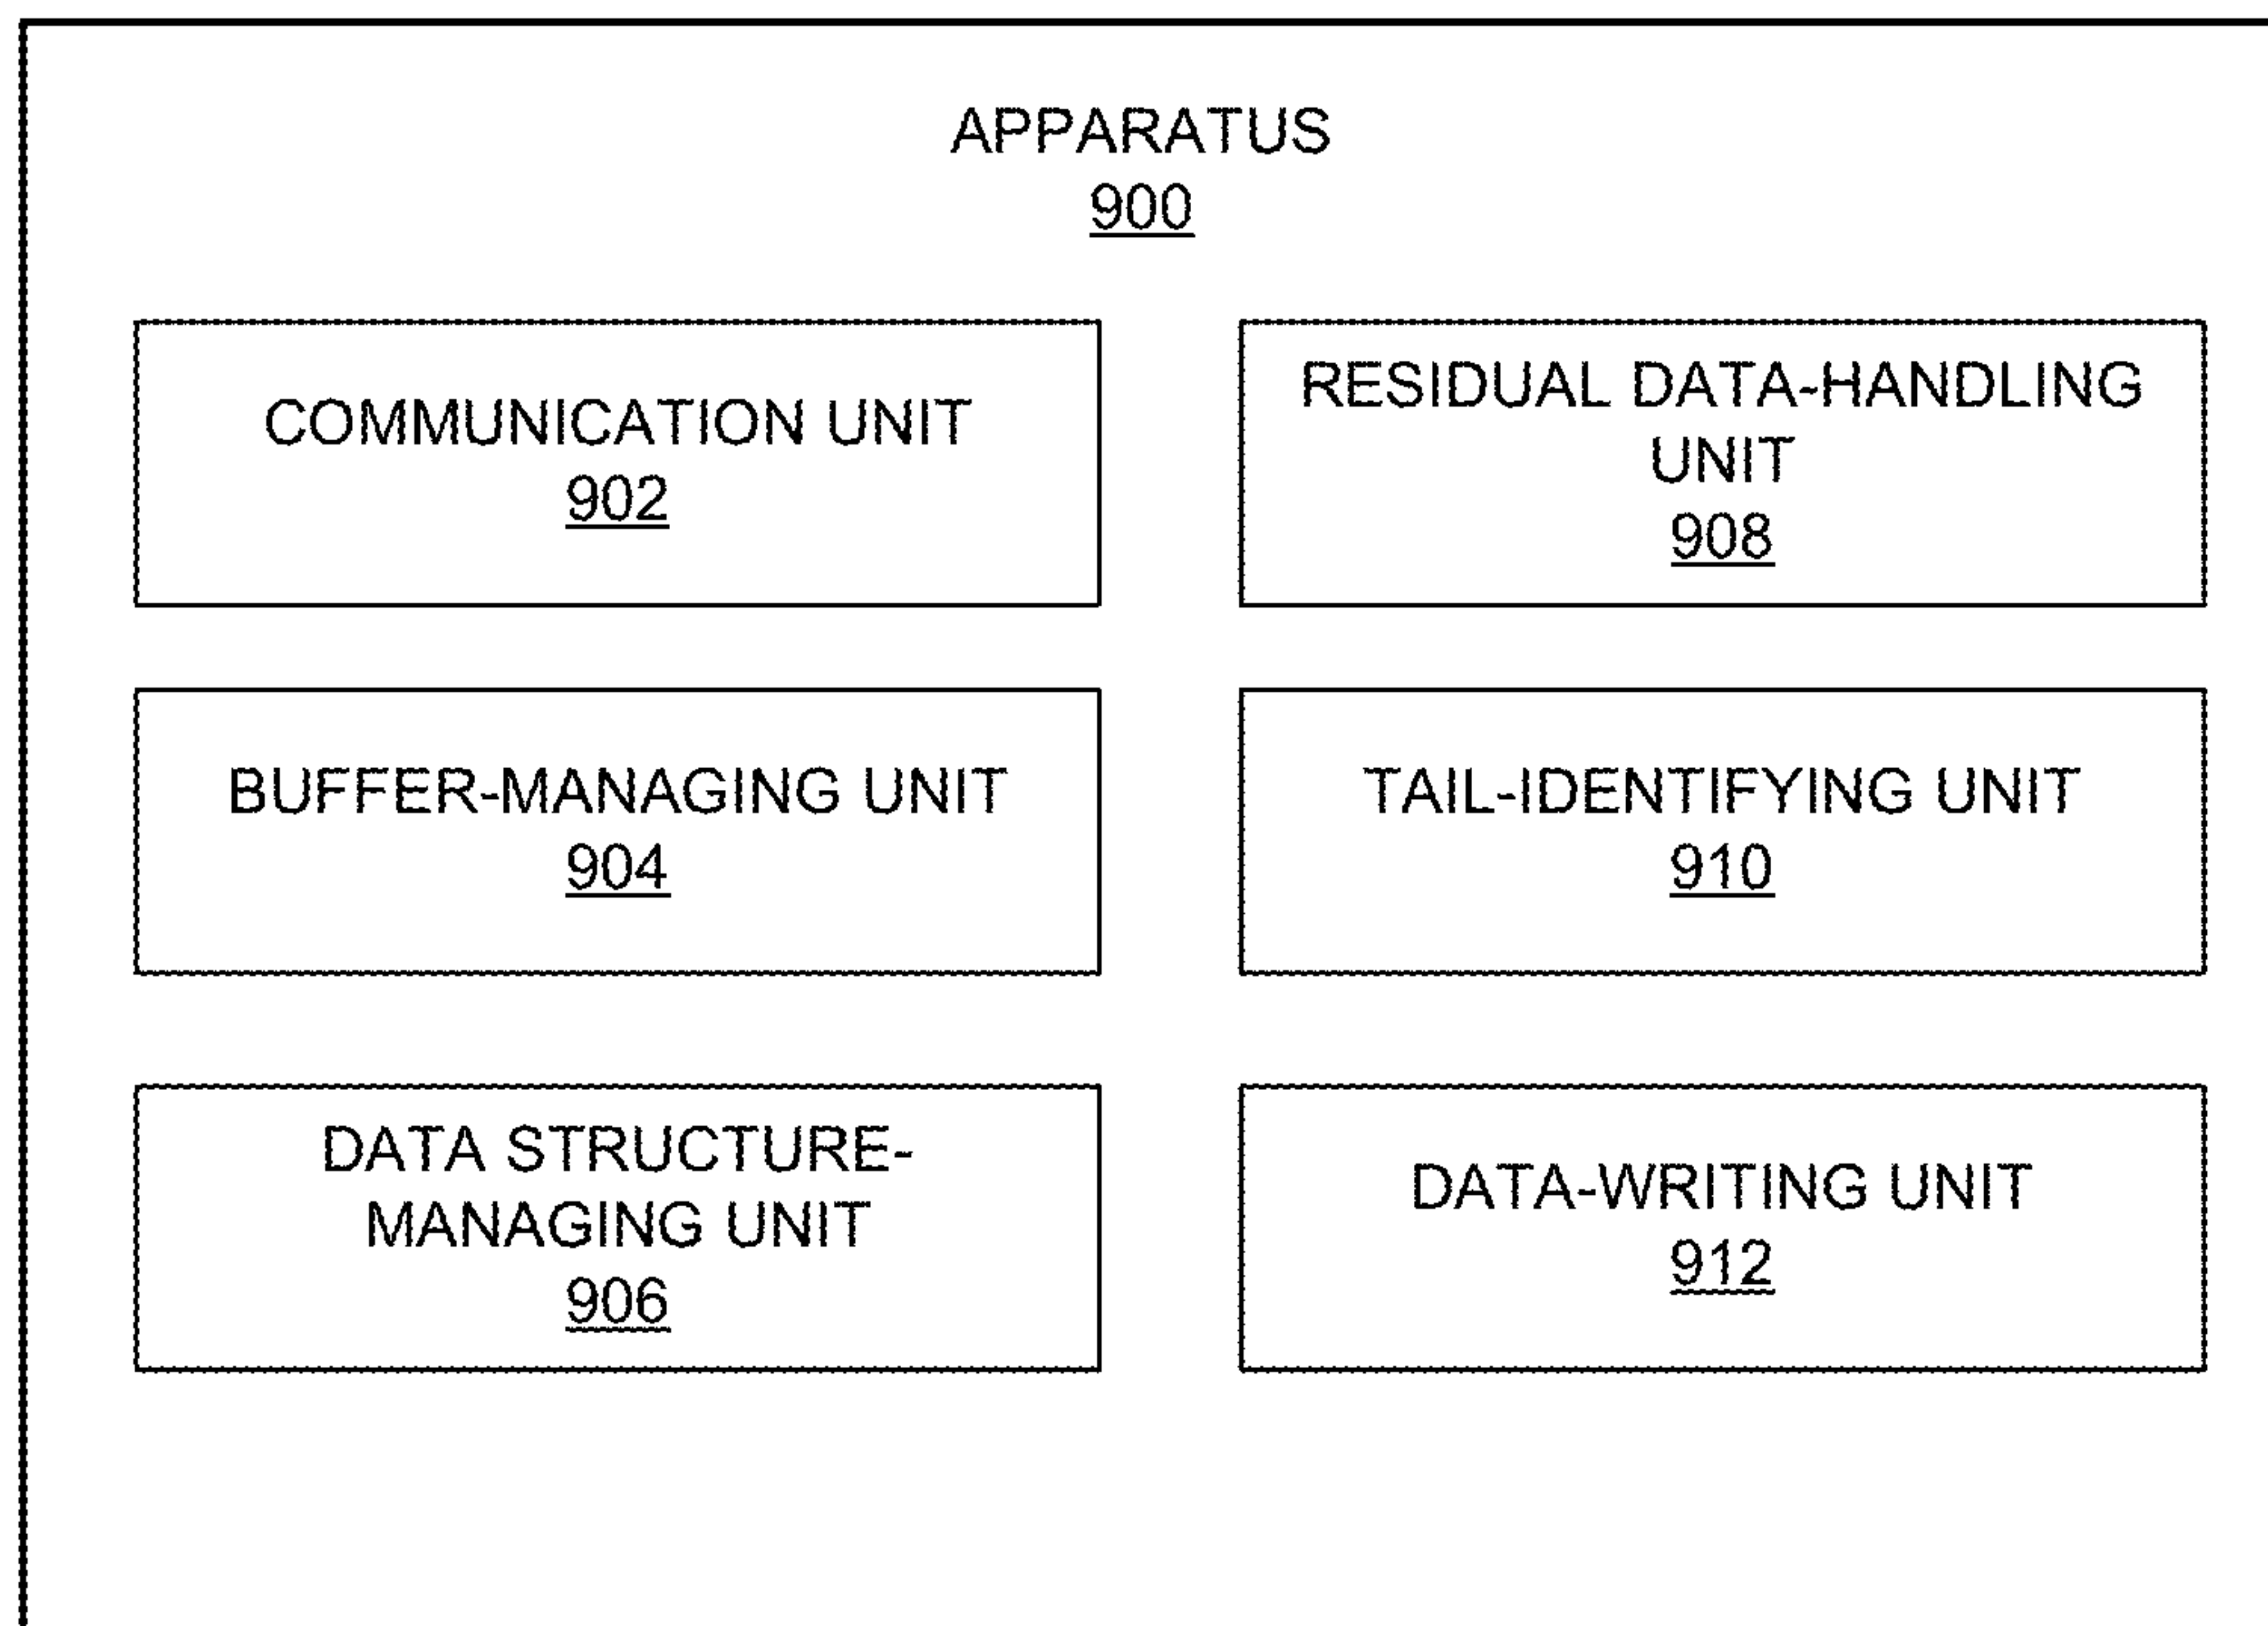 APPARATUS
900
COMMUNICATION UNIT
902
RESIDUAL DATA-HANDLING
UNIT
908
BUFFER-MANAGING UNIT
904
TAIL-IDENTIFYING UNIT
910
DATA STRUCTURE-
MANAGING UNIT
906
DATA-WRITING UNIT
912